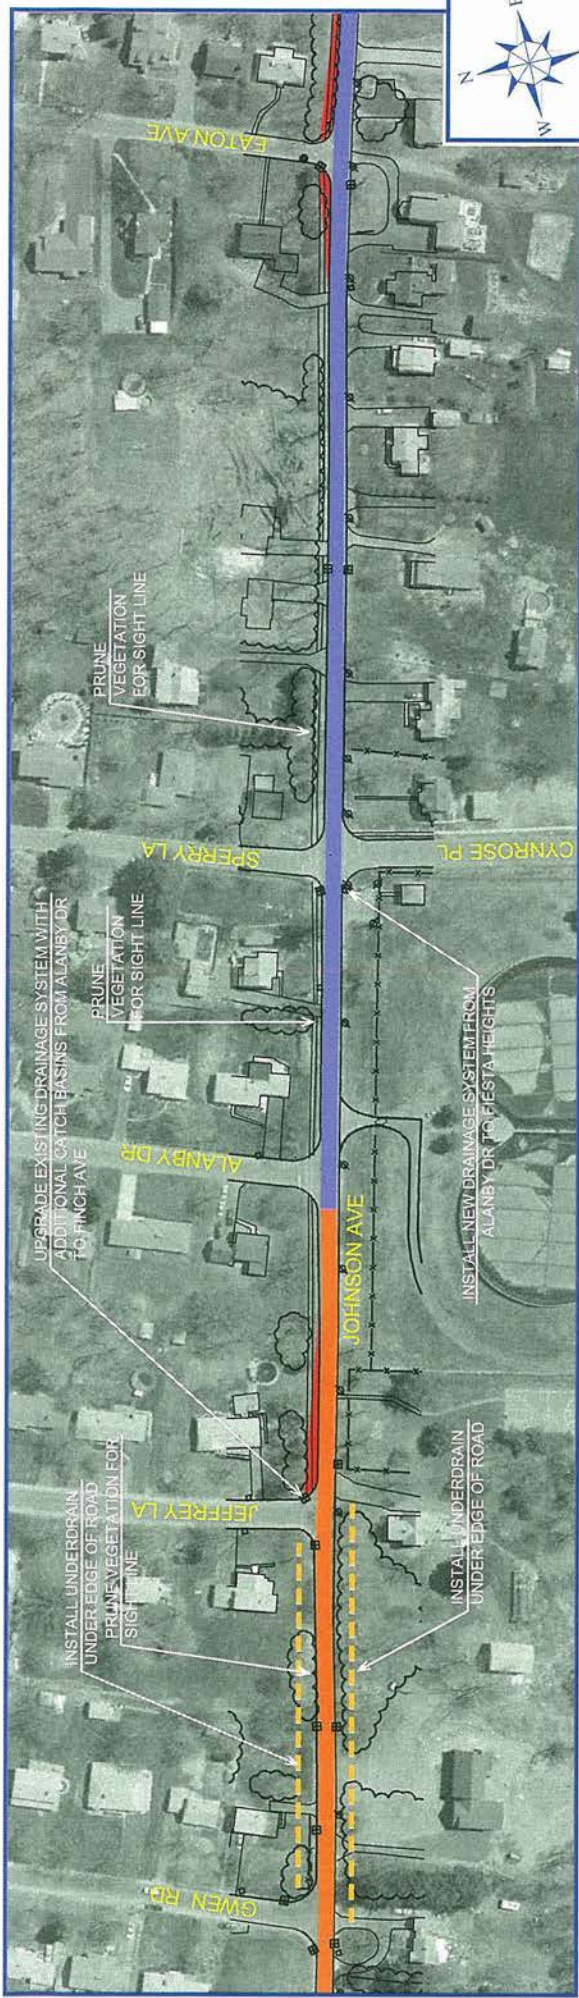 INSTALL UNDERDRAIN
UNDER EDGE OF ROAD
PRUNE VEGETATION FOR
SIGHT LINE
UPGRADE EXISTING DRAINAGE SYSTEM WITH
ADDITIONAL CATCH BASINS FROM ALANBY DR
TO FINCH AVE
PRUNE
VEGETATION
FOR SIGHT LINE
PRUNE
VEGETATION
FOR SIGHT LINE
GWEN RD
JEFFREY LA
ALANBY DR
SPERRY LA
EATON AVE
JOHNSON AVE
CYNROSE PL
INSTALL UNDERDRAIN
UNDER EDGE OF ROAD
INSTALL NEW DRAINAGE SYSTEM FROM
ALANBY DR TO FIESTA HEIGHTS
N
E
W